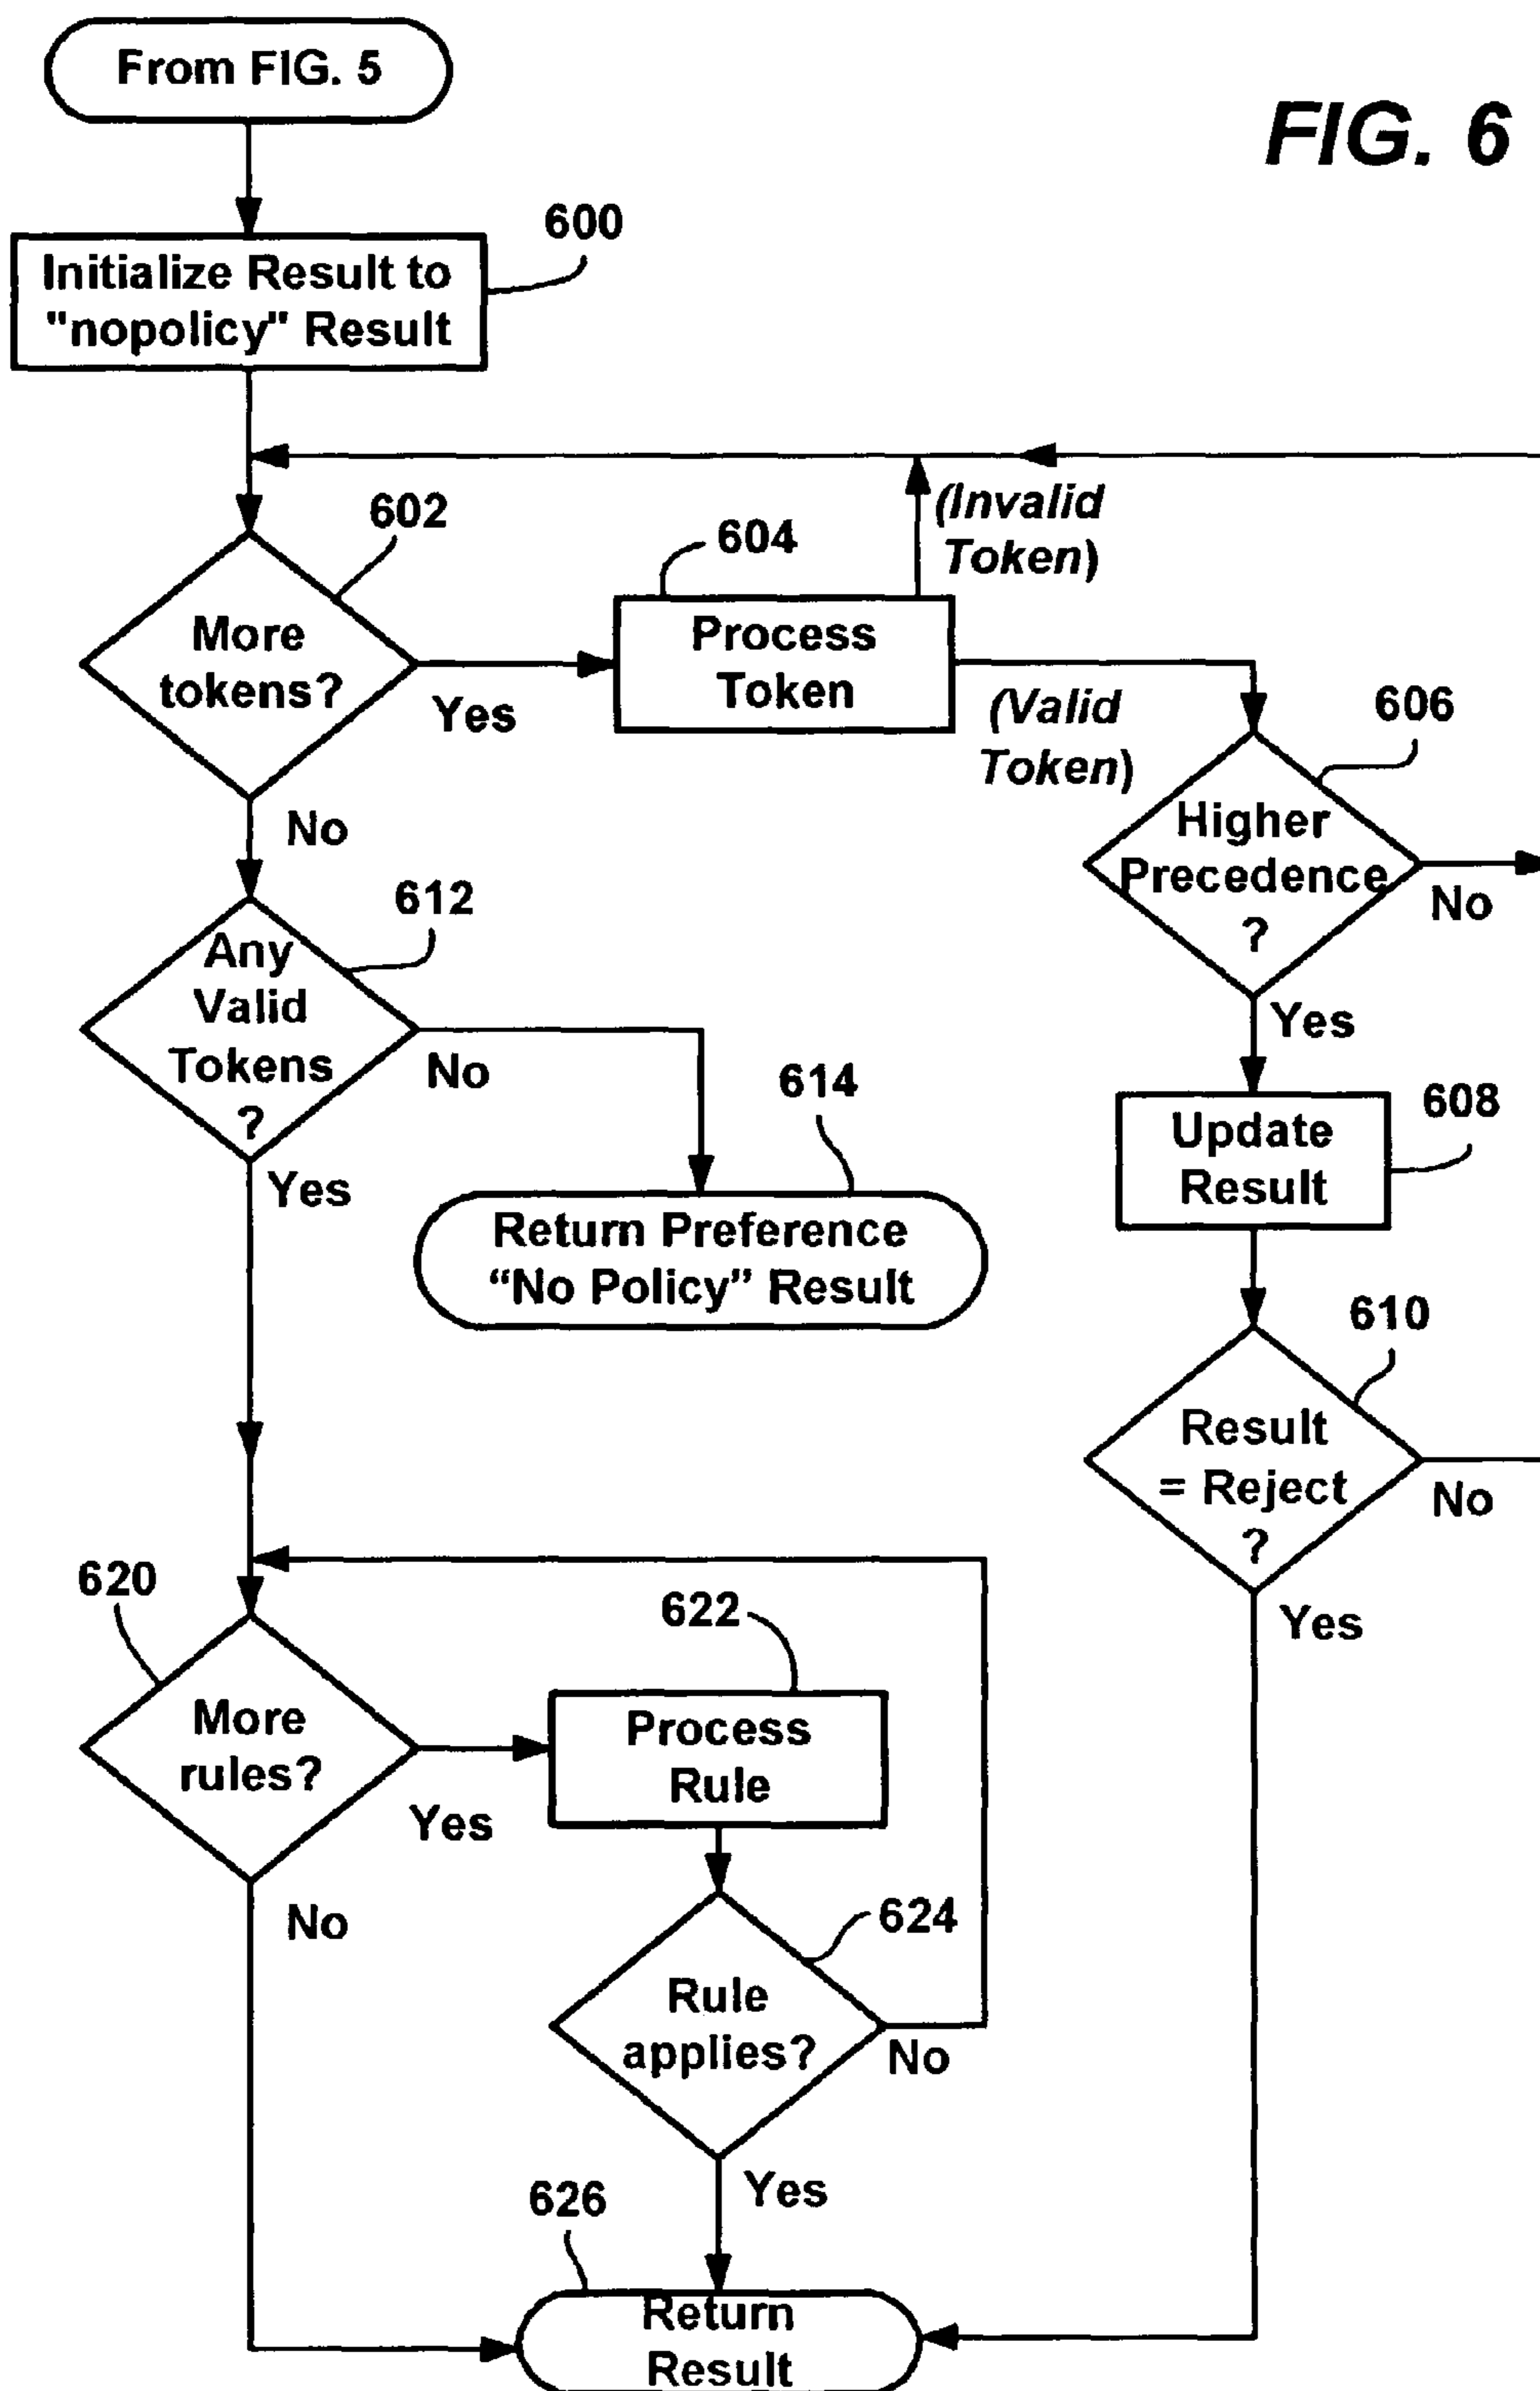 From FIG. 5
FIG. 6
600
Initialize Result to
"nopolicy" Result
602
604
(Invalid
Token)
More
tokens?
Yes
Process
Token
(Valid
Token)
606
Higher
Precedence
?
No
No
612
Any
Valid
Tokens
?
No
Yes
Yes
614
Return Preference
“No Policy” Result
608
Update
Result
610
Result
= Reject
?
No
Yes
620
622
More
rules?
Yes
Process
Rule
No
624
Rule
applies?
No
Yes
626
Return
Result